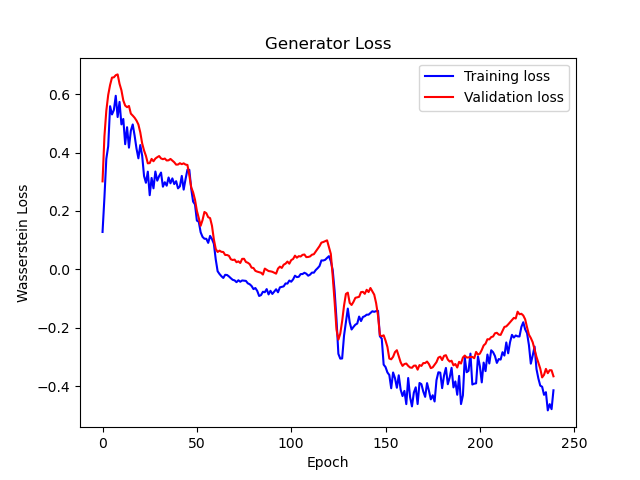 Generator Loss
Training loss
Validation loss
Wasserstein Loss
0.6
0.4
0.2
0.0
−0.2
−0.4
0 50 100 150 200 250
Epoch